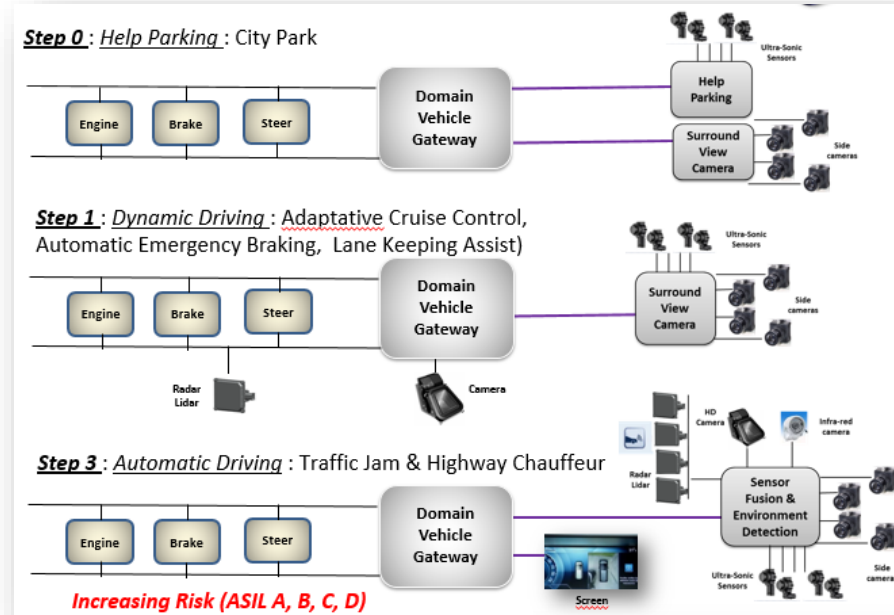 Step 0 : Help Parking : City Park
Ultra-Sonic
Sensors
Engine
Brake
Steer
Domain
Vehicle
Gateway
Help
Parking
Surround
View
Camera
Side
cameras
Step 1 : Dynamic Driving : Adaptative Cruise Control,
Automatic Emergency Braking, Lane Keeping Assist)
Ultra-Sonic
Sensors
Engine
Brake
Steer
Domain
Vehicle
Gateway
Surround
View
Camera
Side
cameras
Radar
Lidar
Camera
HD
Camera
Infra-red
camera
Step 3 : Automatic Driving : Traffic Jam & Highway Chauffeur
Radar
Lidar
Engine
Brake
Steer
Domain
Vehicle
Gateway
Sensor
Fusion &
Environment
Detection
Screen
Ultra-Sonic
Sensors
Side
cameras
Increasing Risk (ASIL A, B, C, D)